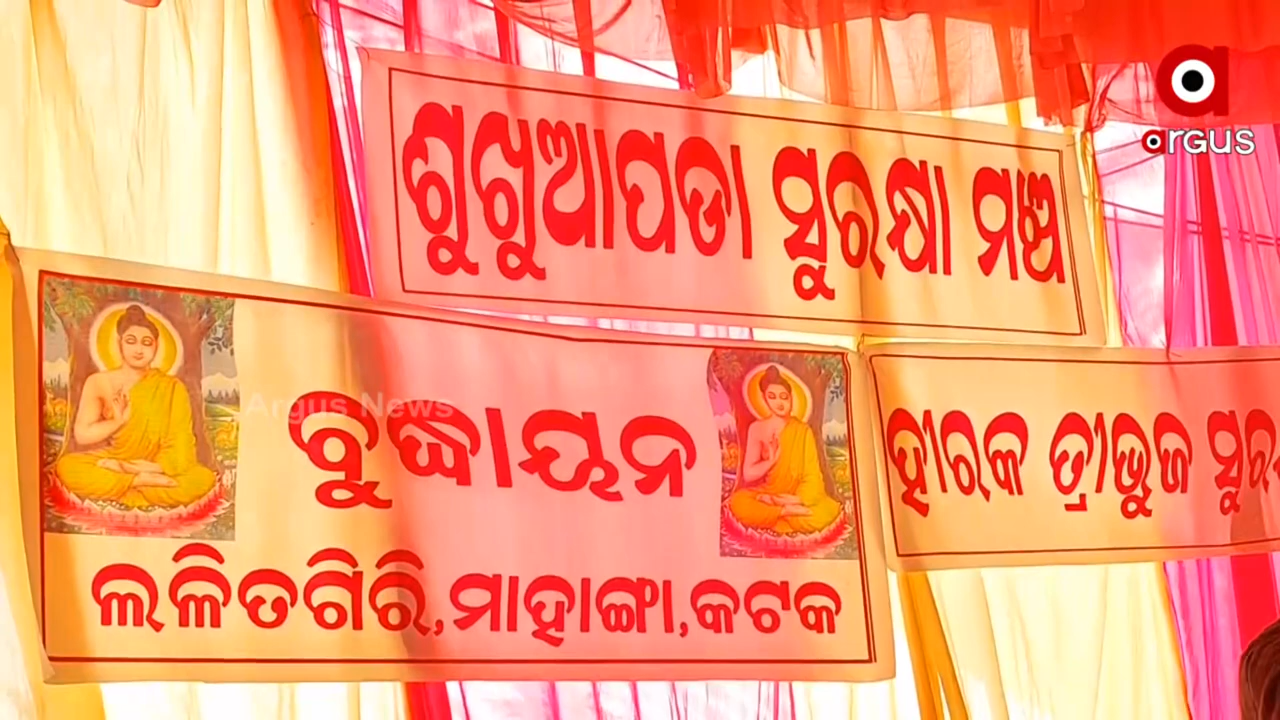 argus
ଶୁଖୁଆପଡା ସୁରକ୍ଷା ମଞ୍ଚ
Argus News
ବୁଦ୍ଧାୟନ
ଲଳିତଗିରି,ମାହାଙ୍ଗା,କଟକ
ହୀରକ ତ୍ରୀଭୁଜ